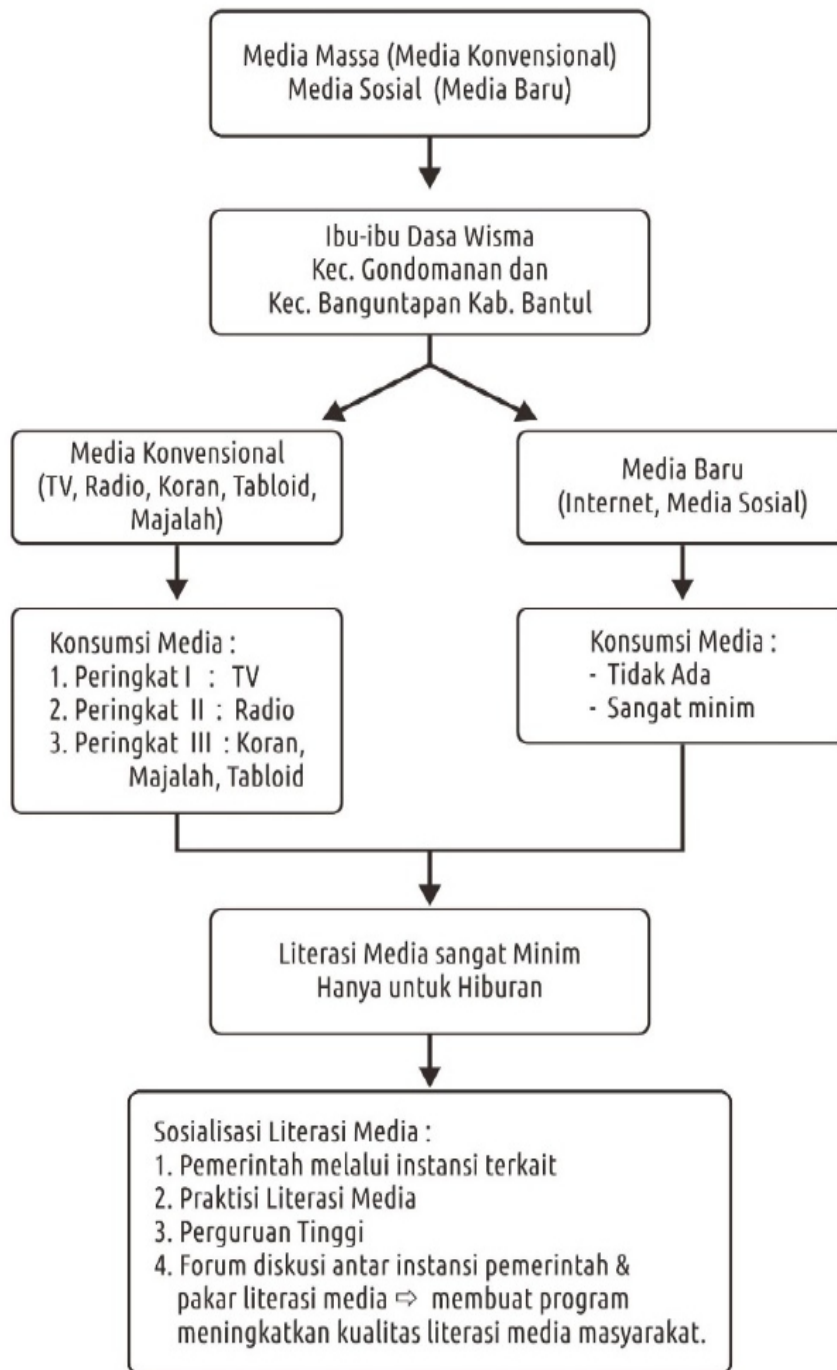 Media Massa (Media Konvensional)
Media Sosial (Media Baru)
Ibu-ibu Dasa Wisma
Kec. Gondomanan dan
Kec. Banguntapan Kab. Bantul
Media Konvensional
(TV, Radio, Koran, Tabloid,
Majalah)
Media Baru
(Internet, Media Sosial)
Konsumsi Media :
1. Peringkat I : TV
2. Peringkat II : Radio
3. Peringkat III : Koran,
Majalah, Tabloid
Konsumsi Media :
- Tidak Ada
- Sangat minim
Literasi Media sangat Minim
Hanya untuk Hiburan
Sosialisasi Literasi Media :
1. Pemerintah melalui instansi terkait
2. Praktisi Literasi Media
3. Perguruan Tinggi
4. Forum diskusi antar instansi pemerintah &
pakar literasi media ⇨ membuat program
meningkatkan kualitas literasi media masyarakat.